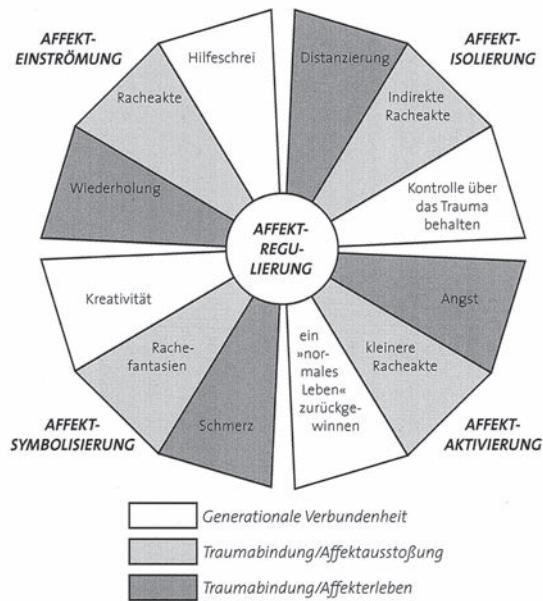 AFFEKT-
EINSTRÖMUNG
Hilfeschrei
Racheakte
Wiederholung
Distanzierung
AFFEKT-
ISOLIERUNG
Indirekte
Racheakte
Kontrolle über
das Trauma
behalten
AFFEKT-
REGU-
LIERUNG
Kreativität
Rache-
fantasien
Schmerz
AFFEKT-
SYMBOLISIERUNG
ein
»nor-
males
Leben«
zurückge-
winnen
kleinere
Racheakte
Angst
AFFEKT-
AKTIVIERUNG
Generationale Verbundenheit
Traumabindung/Affektausstoßung
Traumabindung/Affekterleben